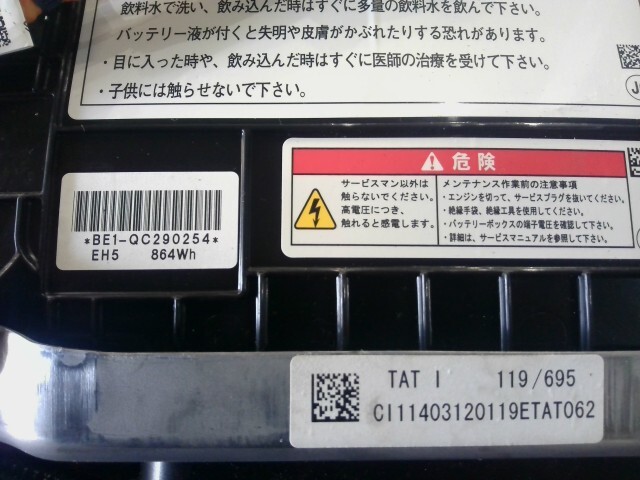 飲料水で洗い、飲み込んだ時はすぐに多量の飲料水を飲んで下さい。
バッテリー液が付くと失明や皮膚がかぶれたりする恐れがあります。
・目に入った時や、飲み込んだ時はすぐに医師の治療を受けて下さい。
・子供には触らせないで下さい。
危険
サービスマン以外は
触らないでください。
高電圧につき、
触れると感電します。
メンテナンス作業前の注意事項
・エンジンを切って、サービスプラグを抜いてください。
・絶縁手袋、絶縁工具を使用してください。
・バッテリーボックスの端子電圧を確認して下さい。
・詳細は、サービスマニュアルを参照して下さい。
*BE1-QC290254*
EH5 864Wh
TAT I 119/695
CI11403120119ETAT062